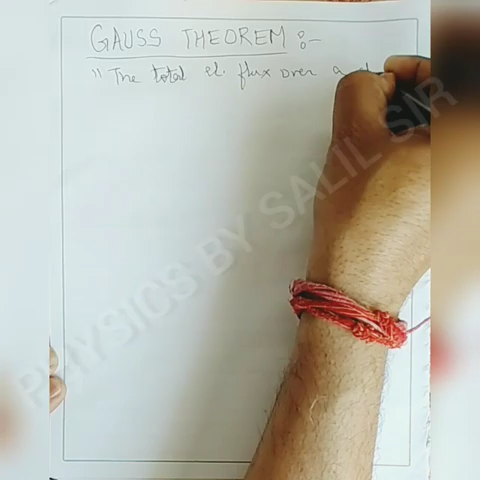 GAUSS THEOREM :-
" The total el. flux over a
PHYSICS BY SALIL SIR